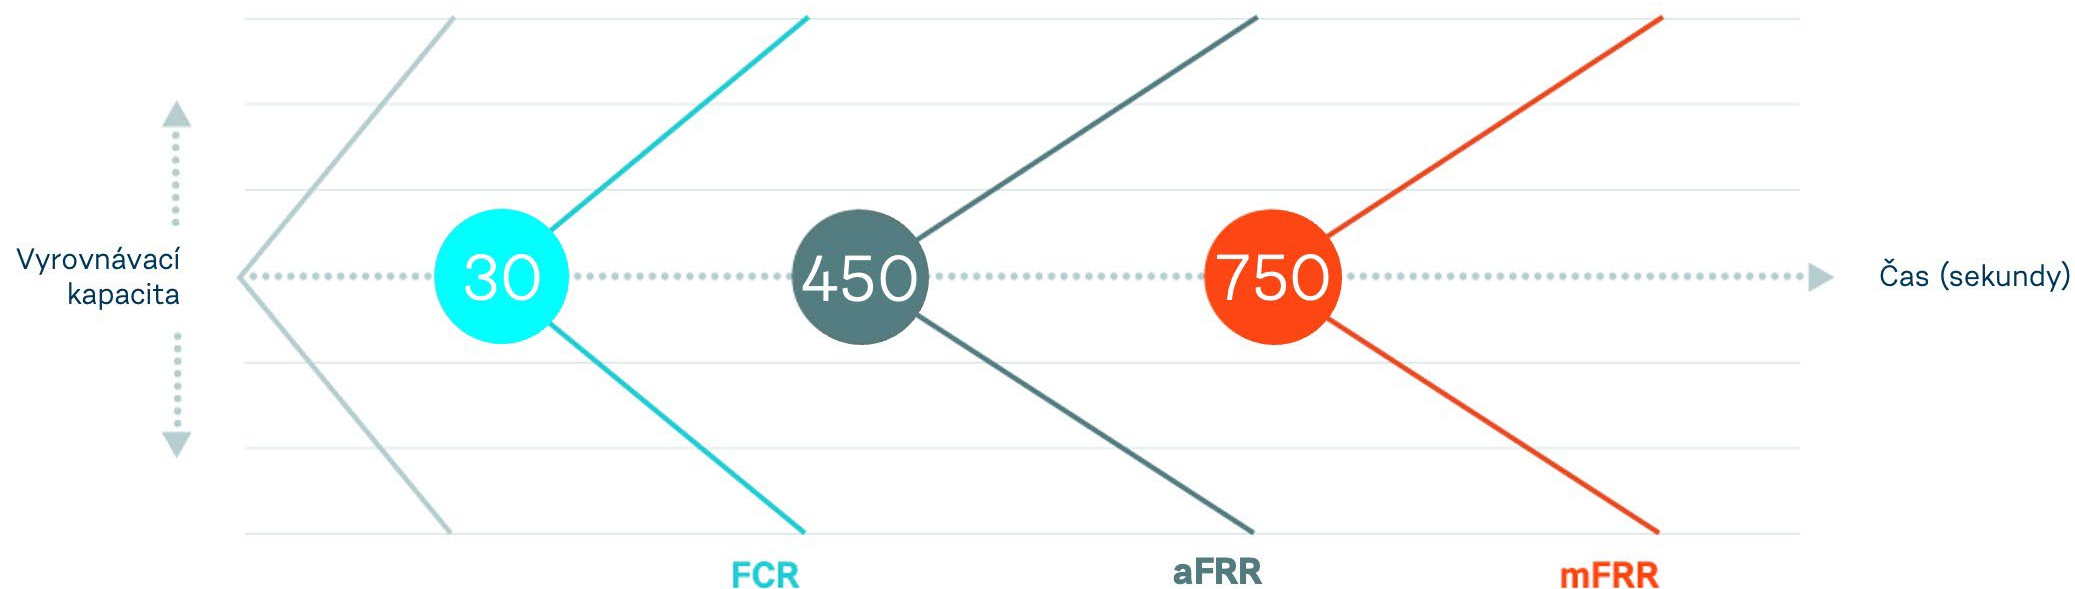 Vyrovnávací
kapacita
30
450
750
Čas (sekundy)
FCR
aFRR
mFRR